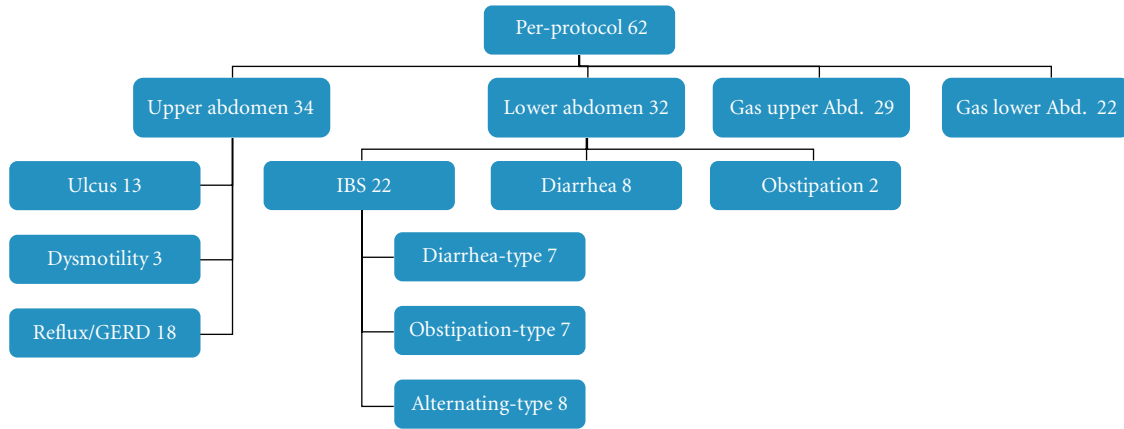 Per-protocol 62
Upper abdomen 34
Lower abdomen 32
Gas upper Abd. 29
Gas lower Abd. 22
Ulcus 13
IBS 22
Diarrhea 8
Obstipation 2
Dysmotility 3
Diarrhea-type 7
Reflux/GERD 18
Obstipation-type 7
Alternating-type 8